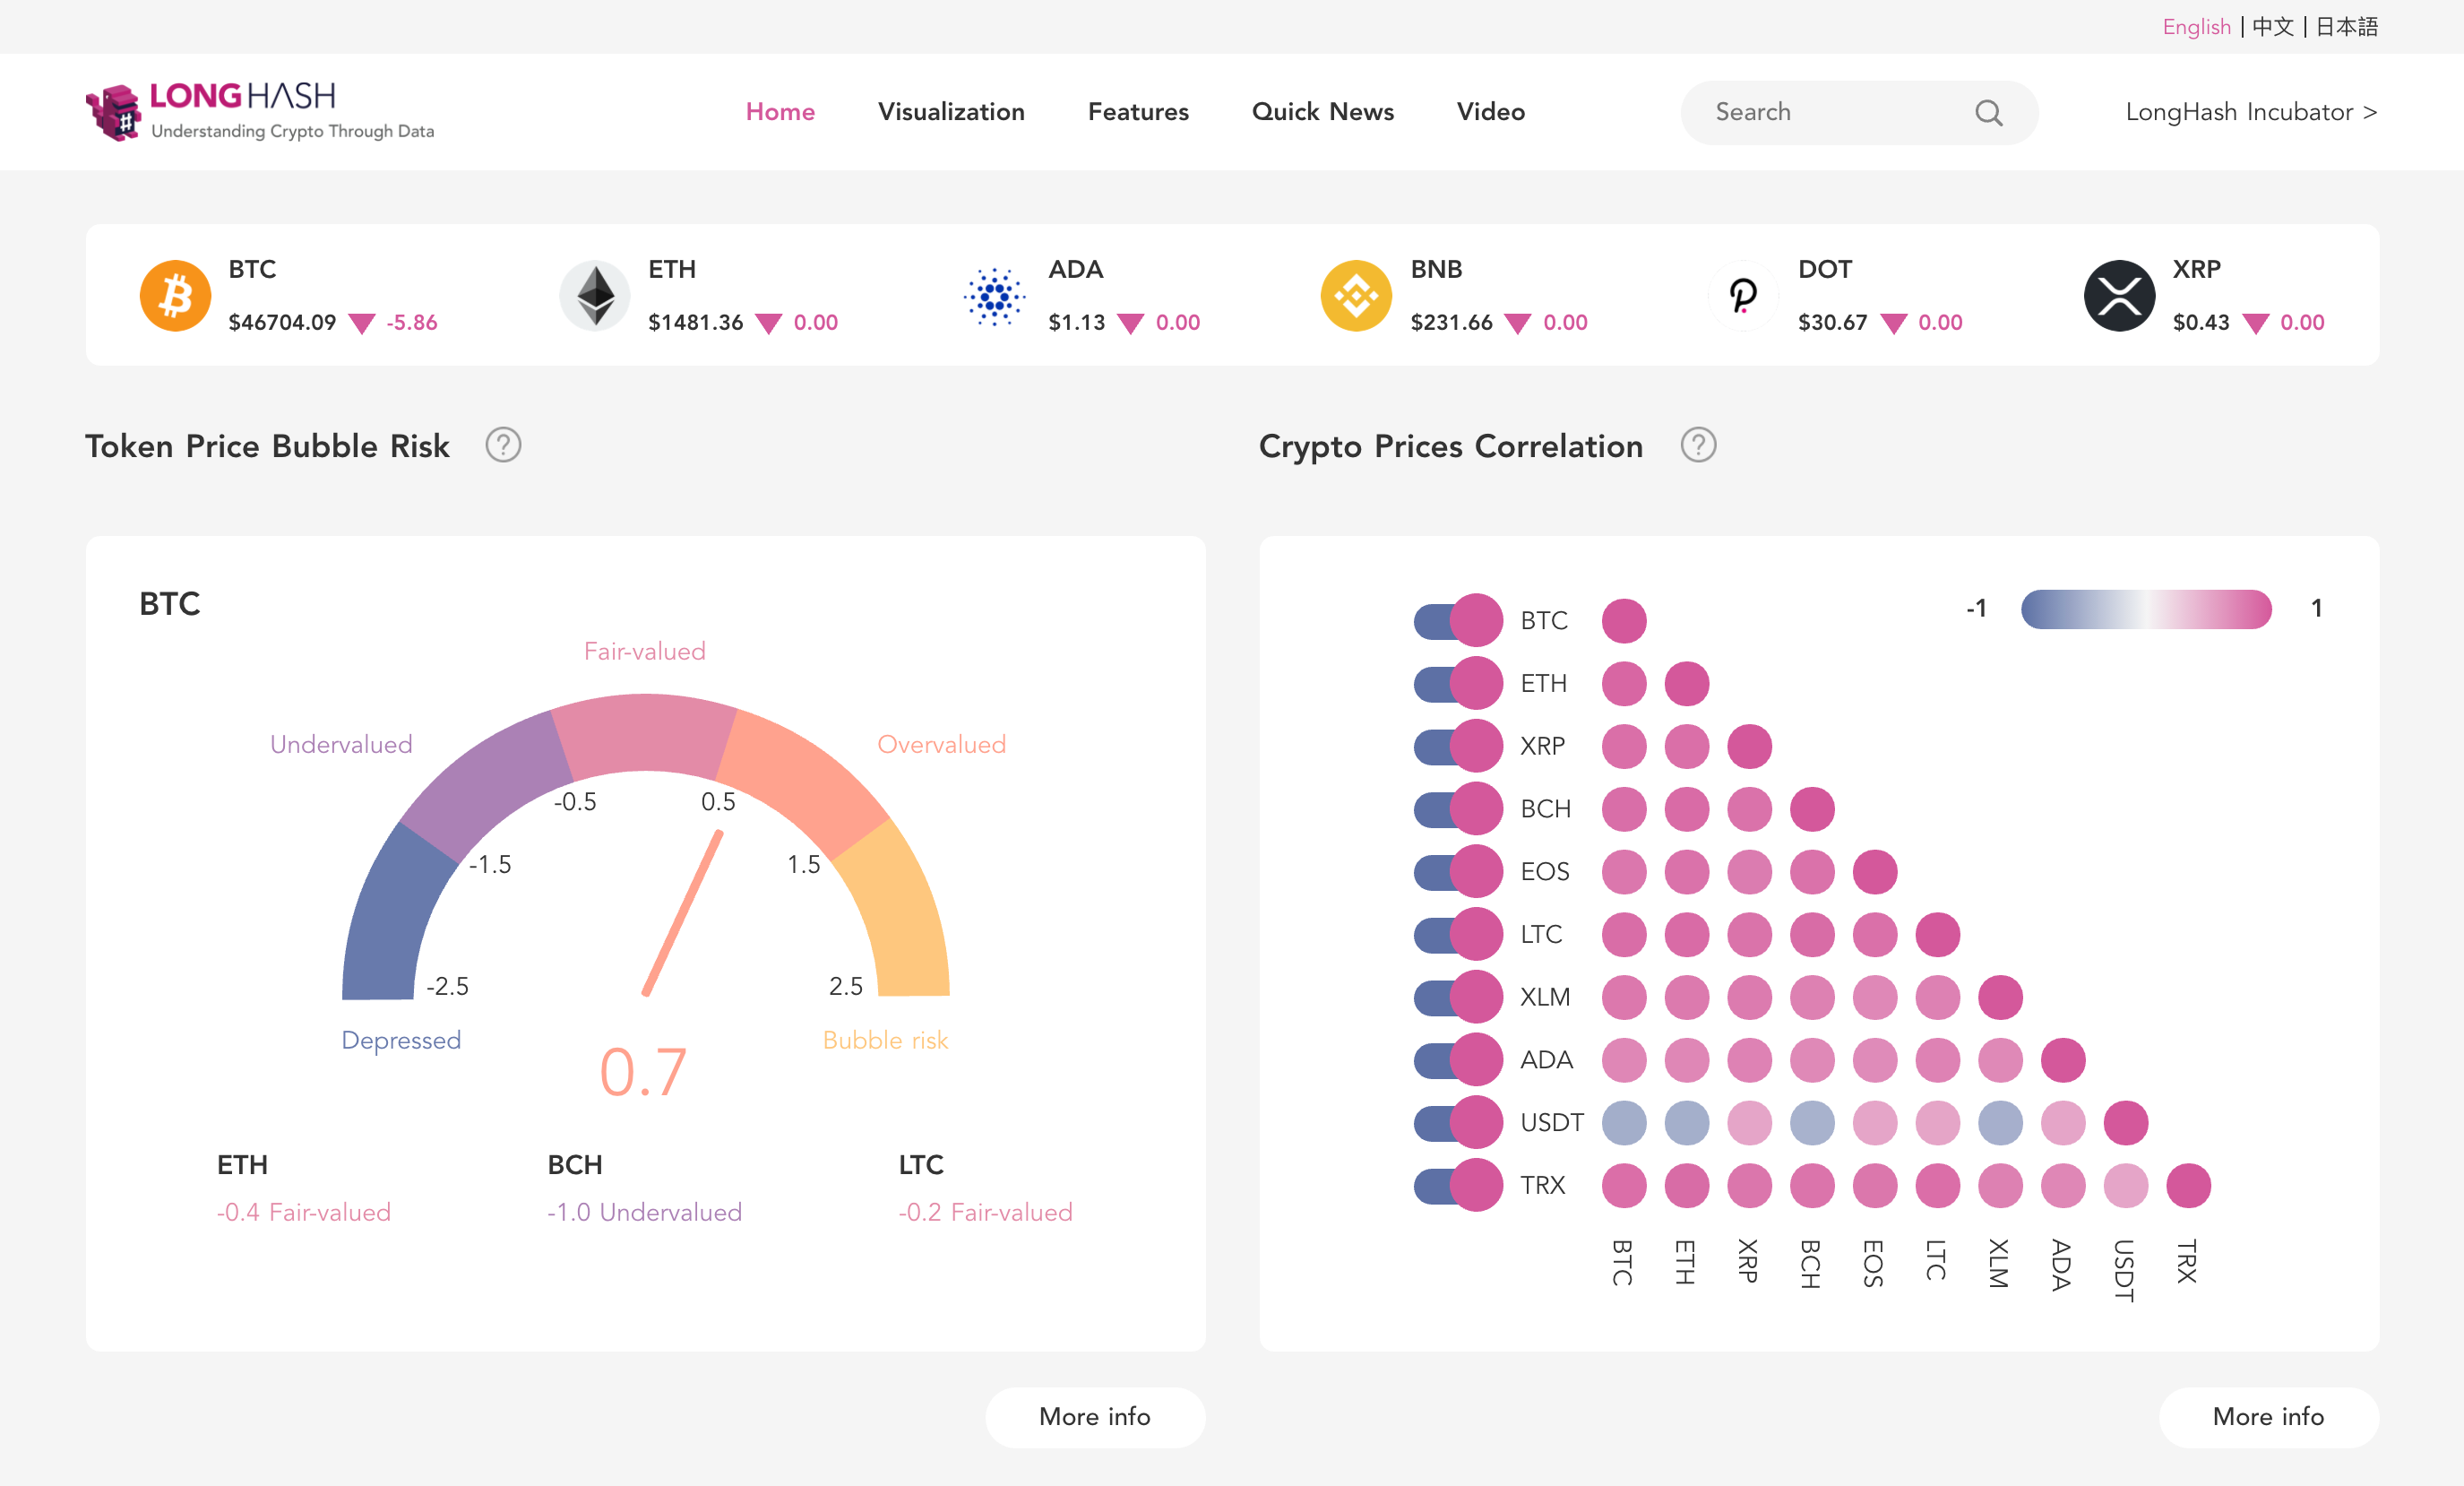 English | 中文 | 日本語
LONGHASH
Understanding Crypto Through Data
Home Visualization Features Quick News Video
Search
LongHash Incubator >
BTC
$46704.09 -5.86
ETH
$1481.36 0.00
ADA
$1.13 0.00
BNB
$231.66 0.00
DOT
$30.67 0.00
XRP
$0.43 0.00
Token Price Bubble Risk ?
BTC
Fair-valued
Undervalued
Overvalued
-0.5 0.5
-1.5 1.5
-2.5 2.5
Depressed
Bubble risk
0.7
ETH
-0.4 Fair-valued
BCH
-1.0 Undervalued
LTC
-0.2 Fair-valued
More info
Crypto Prices Correlation ?
-1 1
BTC
ETH
XRP
BCH
EOS
LTC
XLM
ADA
USDT
TRX
BTC
ETH
XRP
BCH
EOS
LTC
XLM
ADA
USDT
TRX
More info